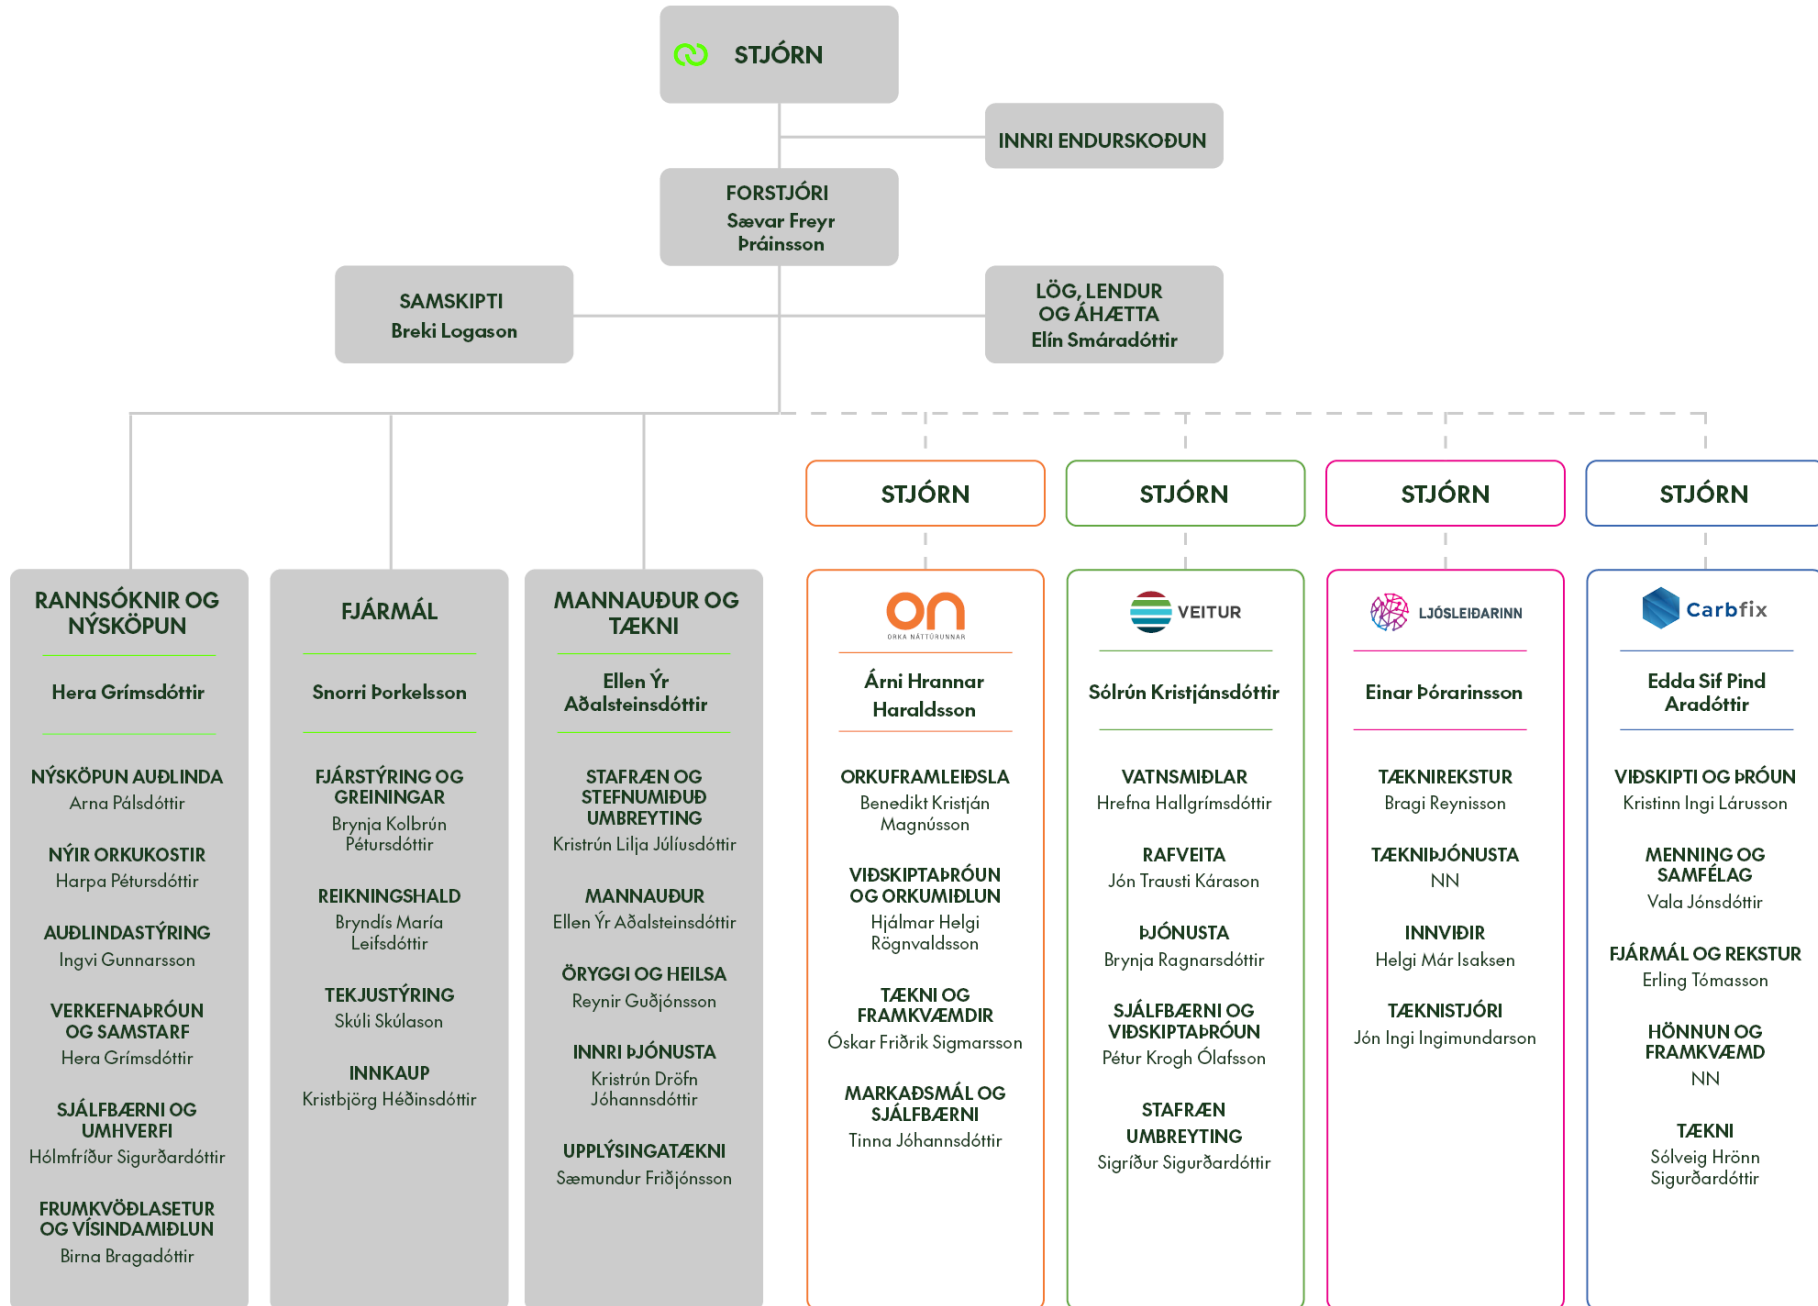 STJÓRN
INNRI ENDURSKOÐUN
FORSTJÓRI
Sævar Freyr
Þráinsson
SAMSKIPTI
Breki Logason
LÖG, LENDUR
OG ÁHÆTTA
Elín Smáradóttir
STJÓRN
STJÓRN
STJÓRN
STJÓRN
RANNSÓKNIR OG
NÝSKÖPUN
Hera Grímsdóttir
NÝSKÖPUN AUÐLINDA
Arna Pálsdóttir
NÝIR ORKUKOSTIR
Harpa Pétursdóttir
AUÐLINDASTÝRING
Ingvi Gunnarsson
VERKEFNAÞRÓUN
OG SAMSTARF
Hera Grímsdóttir
SJÁLFBÆRNI OG
UMHVERFI
Hólmfríður Sigurðardóttir
FRUMKVÖÐLASETUR
OG VÍSINDAMIÐLUN
Birna Bragadóttir
FJÁRMÁL
Snorri Þorkelsson
FJÁRSTÝRING OG
GREININGAR
Brynja Kolbrún
Pétursdóttir
REIKNINGSHALD
Bryndís María
Leifsdóttir
TEKJUSTÝRING
Skúli Skúlason
INNKAUP
Kristbjörg Héðinsdóttir
MANNAUÐUR OG
TÆKNI
Ellen Ýr
Aðalsteinsdóttir
STAFRÆN OG
STEFNUMIÐUÐ
UMBREYTING
Kristrún Lilja Júlíusdóttir
MANNAUÐUR
Ellen Ýr Aðalsteinsdóttir
ÖRYGGI OG HEILSA
Reynir Guðjónsson
INNRI ÞJÓNUSTA
Kristrún Dröfn
Jóhannsdóttir
UPPLÝSINGATÆKNI
Sæmundur Friðjónsson
on
ORKA NÁTTÚRUNNAR
Árni Hrannar
Haraldsson
ORKUFRAMLEIÐSLA
Benedikt Kristján
Magnússon
VIÐSKIPTAÞRÓUN
OG ORKUMIÐLUN
Hjálmar Helgi
Rögnvaldsson
TÆKNI OG
FRAMKVÆMDIR
Óskar Friðrik Sigmarsson
MARKAÐSMÁL OG
SJÁLFBÆRNI
Tinna Jóhannsdóttir
VEITUR
Sólrún Kristjánsdóttir
VATNSMIÐLAR
Hrefna Hallgrímsdóttir
RAFVEITA
Jón Trausti Kárason
ÞJÓNUSTA
Brynja Ragnarsdóttir
SJÁLFBÆRNI OG
VIÐSKIPTAÞRÓUN
Pétur Krogh Ólafsson
STAFRÆN
UMBREYTING
Sigríður Sigurðardóttir
LJÓSLEIÐARINN
Einar Þórarinsson
TÆKNIREKSTUR
Bragi Reynisson
TÆKNIÞJÓNUSTA
NN
INNVIÐIR
Helgi Már Isaksen
TÆKNISTJÓRI
Jón Ingi Ingimundarson
Carbfix
Edda Sif Pind
Aradóttir
VIÐSKIPTI OG ÞRÓUN
Kristinn Ingi Lárusson
MENNING OG
SAMFÉLAG
Vala Jónsdóttir
FJÁRMÁL OG REKSTUR
Erling Tómasson
HÖNNUN OG
FRAMKVÆMD
NN
TÆKNI
Sólveig Hrönn
Sigurðardóttir